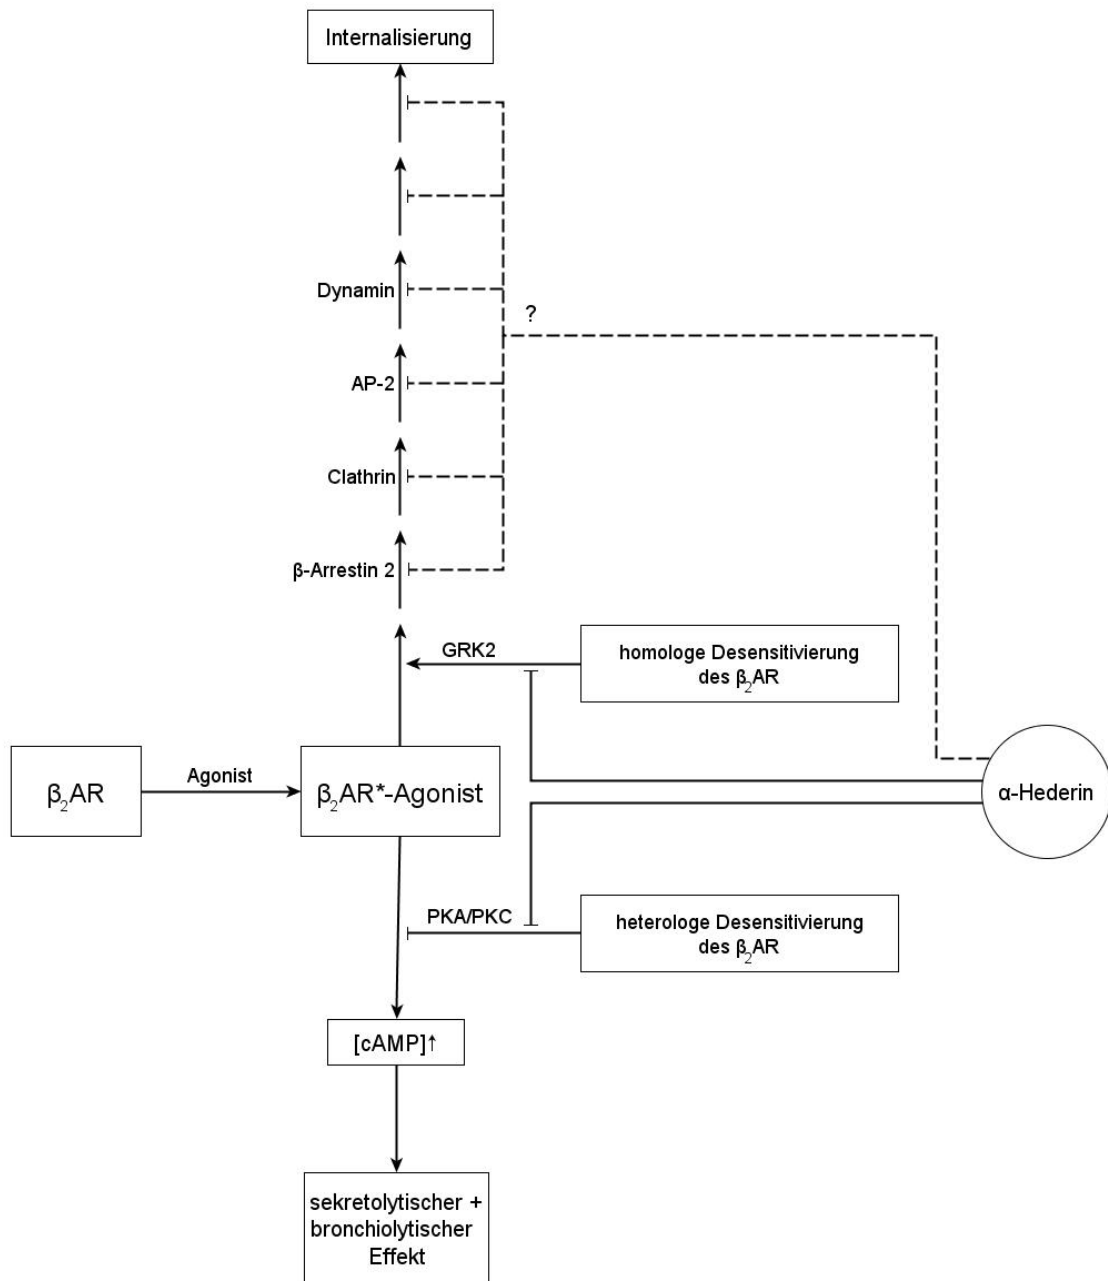 Internalisierung
Dynamin
?
AP-2
Clathrin
β-Arrestin 2
GRK2
homologe Desensitivierung
des β₂AR
β₂AR
Agonist
β₂AR*-Agonist
α-Hederin
PKA/PKC
heterologe Desensitivierung
des β₂AR
[cAMP]↑
sekretolytischer +
bronchiolytischer
Effekt